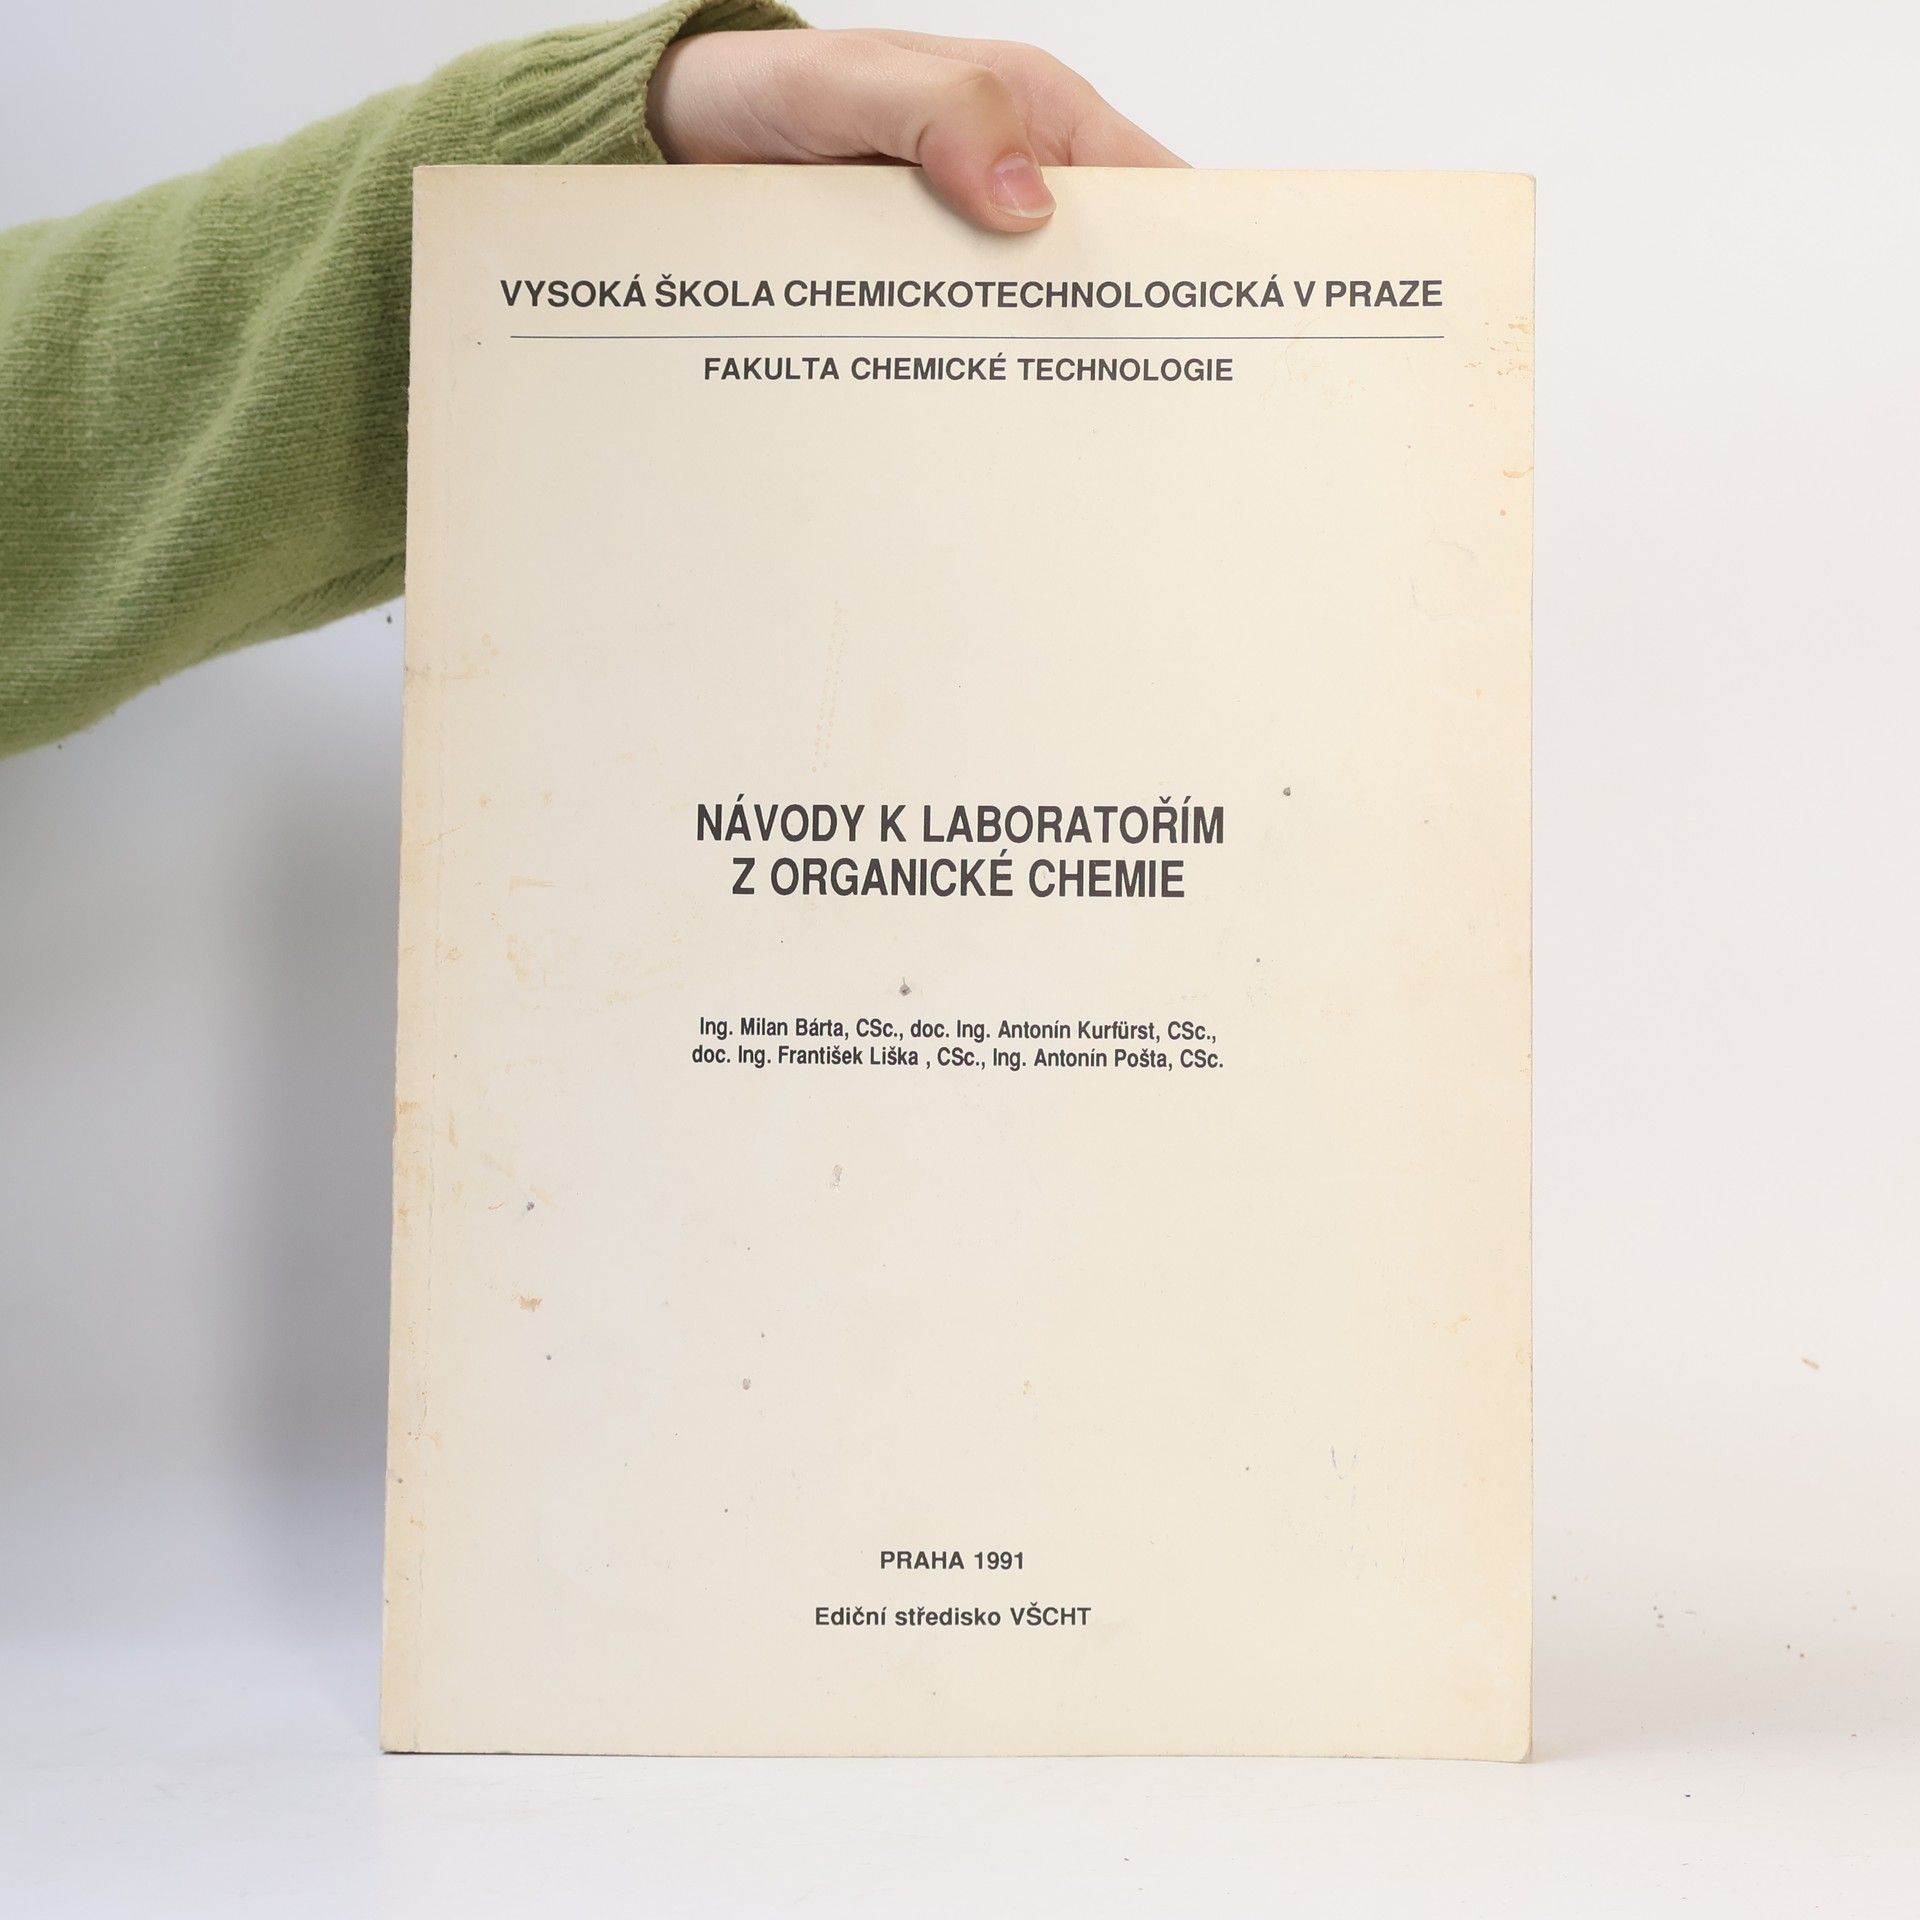 VYSOKÁ ŠKOLA CHEMICKOTECHNOLOGICKÁ V PRAZE
FAKULTA CHEMICKÉ TECHNOLOGIE
NÁVODY K LABORATOŘÍM
Z ORGANICKÉ CHEMIE
Ing. Milan Bárta, CSc., doc. Ing. Antonín Kurfürst, CSc.,
doc. Ing. František Liška , CSc., Ing. Antonín Pošta, CSc.
PRAHA 1991
Ediční středisko VŠCHT